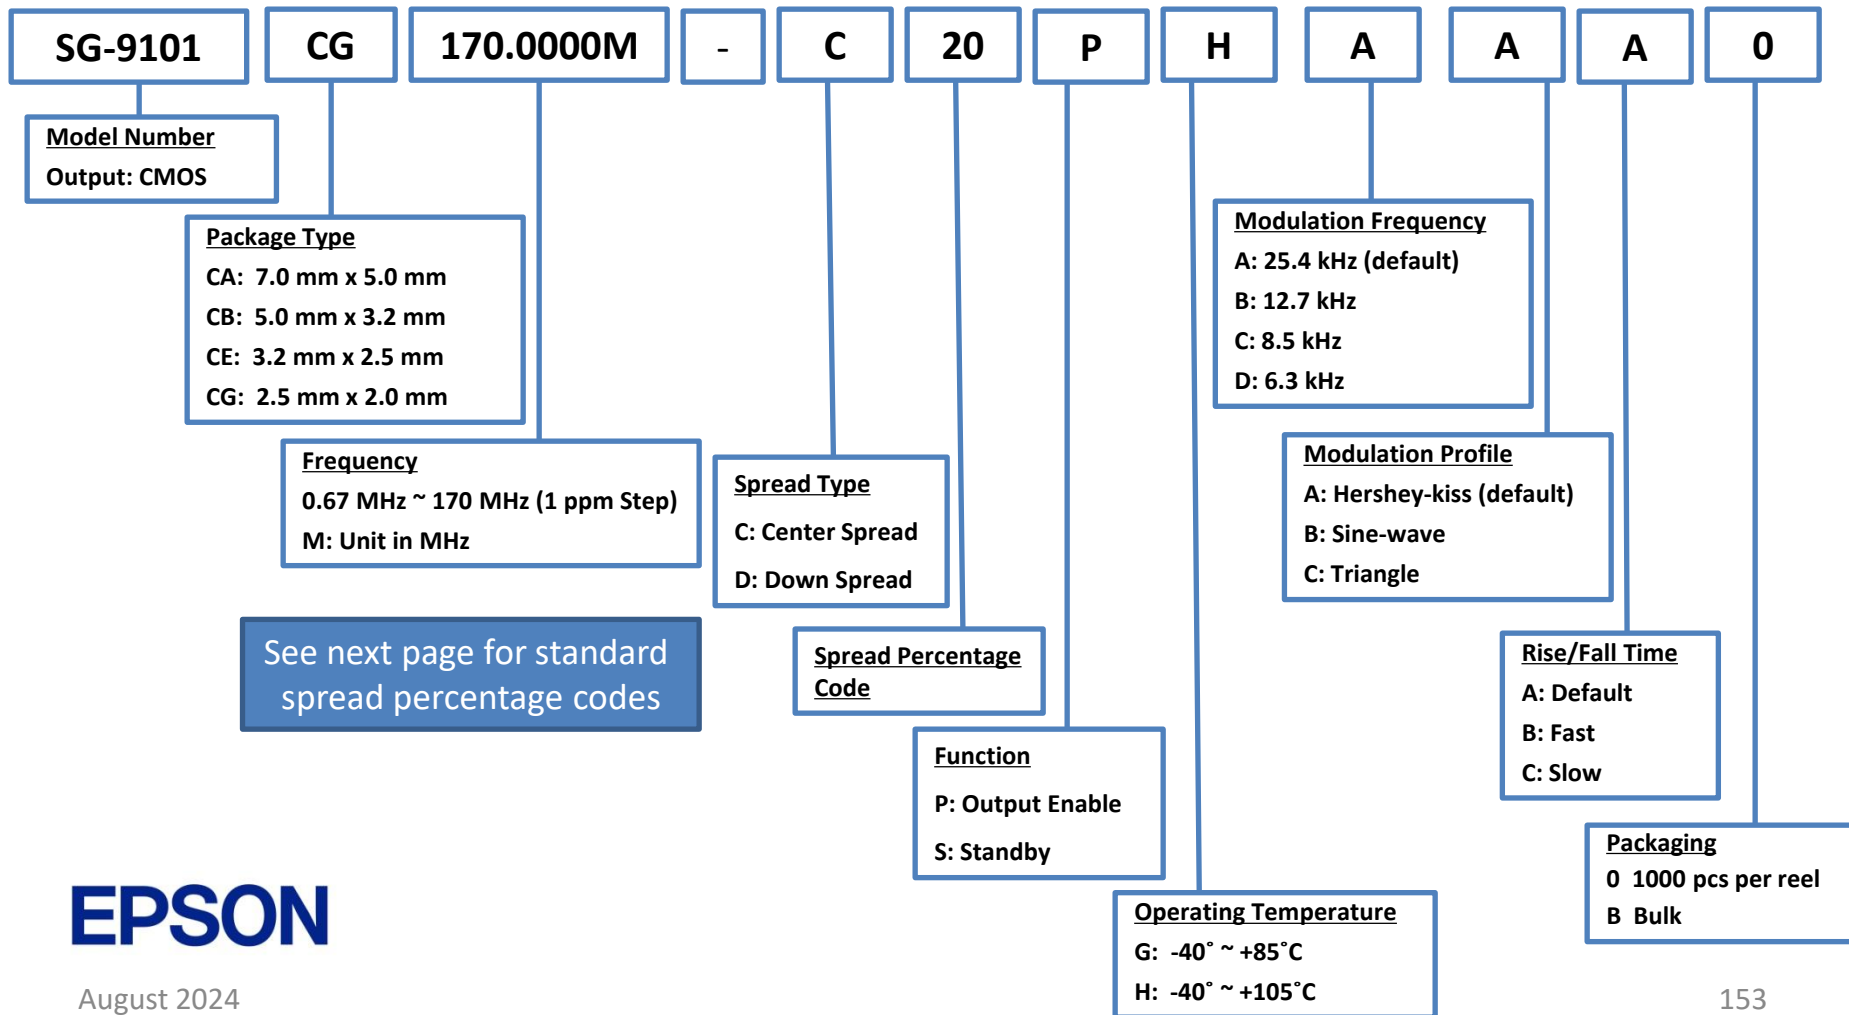 SG-9101 CG 170.0000M - C 20 P H A A A 0
Model Number
Output: CMOS
Package Type
CA: 7.0 mm x 5.0 mm
CB: 5.0 mm x 3.2 mm
CE: 3.2 mm x 2.5 mm
CG: 2.5 mm x 2.0 mm
Frequency
0.67 MHz ~ 170 MHz (1 ppm Step)
M: Unit in MHz
Spread Type
C: Center Spread
D: Down Spread
See next page for standard
spread percentage codes
Spread Percentage
Code
Function
P: Output Enable
S: Standby
Operating Temperature
G: -40˚ ~ +85˚C
H: -40˚ ~ +105˚C
Modulation Frequency
A: 25.4 kHz (default)
B: 12.7 kHz
C: 8.5 kHz
D: 6.3 kHz
Modulation Profile
A: Hershey-kiss (default)
B: Sine-wave
C: Triangle
Rise/Fall Time
A: Default
B: Fast
C: Slow
Packaging
0 1000 pcs per reel
B Bulk
EPSON
August 2024
153